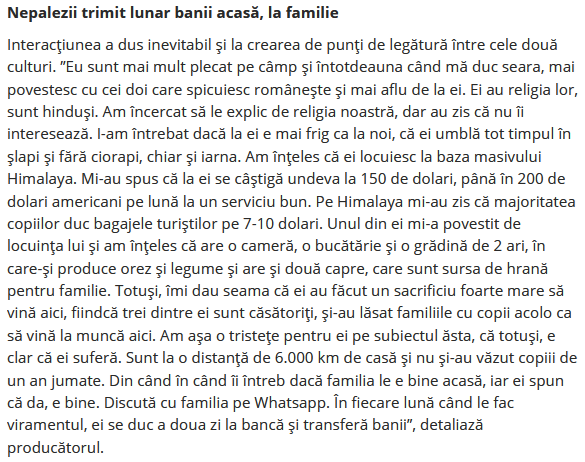 Nepalezii trimit lunar banii acasă, la familie
Interacţiunea a dus inevitabil şi la crearea de punţi de legătură între cele două
culturi. ”Eu sunt mai mult plecat pe câmp şi întotdeauna când mă duc seara, mai
povestesc cu cei doi care spicuiesc româneşte şi mai aflu de la ei. Ei au religia lor,
sunt hinduşi. Am încercat să le explic de religia noastră, dar au zis că nu îi
interesează. I-am întrebat dacă la ei e mai frig ca la noi, că ei umblă tot timpul în
şlapi şi fără ciorapi, chiar şi iarna. Am înţeles că ei locuiesc la baza masivului
Himalaya. Mi-au spus că la ei se câştigă undeva la 150 de dolari, până în 200 de
dolari americani pe lună la un serviciu bun. Pe Himalaya mi-au zis că majoritatea
copiilor duc bagajele turiştilor pe 7-10 dolari. Unul din ei mi-a povestit de
locuinţa lui şi am înţeles că are o cameră, o bucătărie şi o grădină de 2 ari, în
care-şi produce orez şi legume şi are şi două capre, care sunt sursa de hrană
pentru familie. Totuşi, îmi dau seama că ei au făcut un sacrificiu foarte mare să
vină aici, fiindcă trei dintre ei sunt căsătoriţi, şi-au lăsat familiile cu copii acolo ca
să vină la muncă aici. Am aşa o tristeţe pentru ei pe subiectul ăsta, că totuşi, e
clar că ei suferă. Sunt la o distanţă de 6.000 km de casă şi nu şi-au văzut copiii de
un an jumate. Din când în când îi întreb dacă familia le e bine acasă, iar ei spun
că da, e bine. Discută cu familia pe Whatsapp. În fiecare lună când le fac
viramentul, ei se duc a doua zi la bancă şi transferă banii”, detaliază
producătorul.